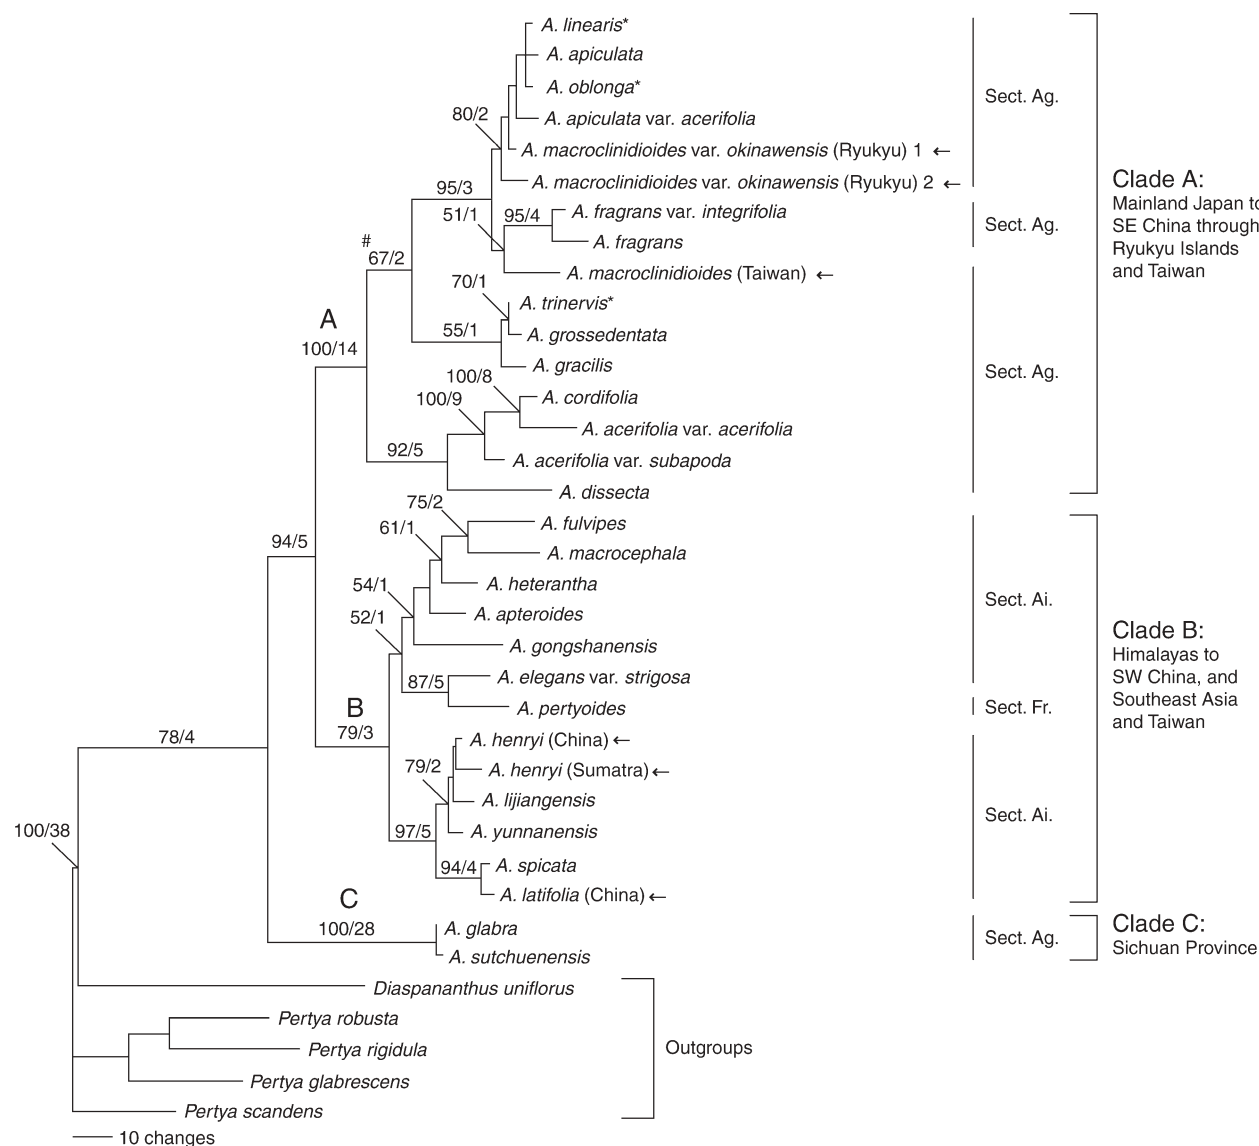 A. linearis*
A. apiculata
A. oblonga*
A. apiculata var. acerifolia
A. macroclinidioides var. okinawensis (Ryukyu) 1 ←
A. macroclinidioides var. okinawensis (Ryukyu) 2 ←
A. fragrans var. integrifolia
A. fragrans
A. macroclinidioides (Taiwan) ←
A. trinervis*
A. grossedentata
A. gracilis
A. cordifolia
A. acerifolia var. acerifolia
A. acerifolia var. subapoda
A. dissecta
A. fulvipes
A. macrocephala
A. heterantha
A. apteroides
A. gongshanensis
A. elegans var. strigosa
A. pertyoides
A. henryi (China) ←
A. henryi (Sumatra) ←
A. lijiangensis
A. yunnanensis
A. spicata
A. latifolia (China) ←
A. glabra
A. sutchuenensis
Diaspananthus uniflorus
Pertya robusta
Pertya rigidula
Pertya glabrescens
Pertya scandens
80/2
95/3
51/1
95/4
#
67/2
70/1
55/1
A
100/14
100/8
100/9
92/5
75/2
61/1
94/5
54/1
52/1
87/5
B
79/3
78/4
79/2
97/5
94/4
100/38
C
100/28
10 changes
Sect. Ag.
Sect. Ag.
Sect. Ag.
Sect. Ai.
Sect. Fr.
Sect. Ai.
Sect. Ag.
Outgroups
Clade A:
Mainland Japan to
SE China through
Ryukyu Islands
and Taiwan
Clade B:
Himalayas to
SW China, and
Southeast Asia
and Taiwan
Clade C:
Sichuan Province